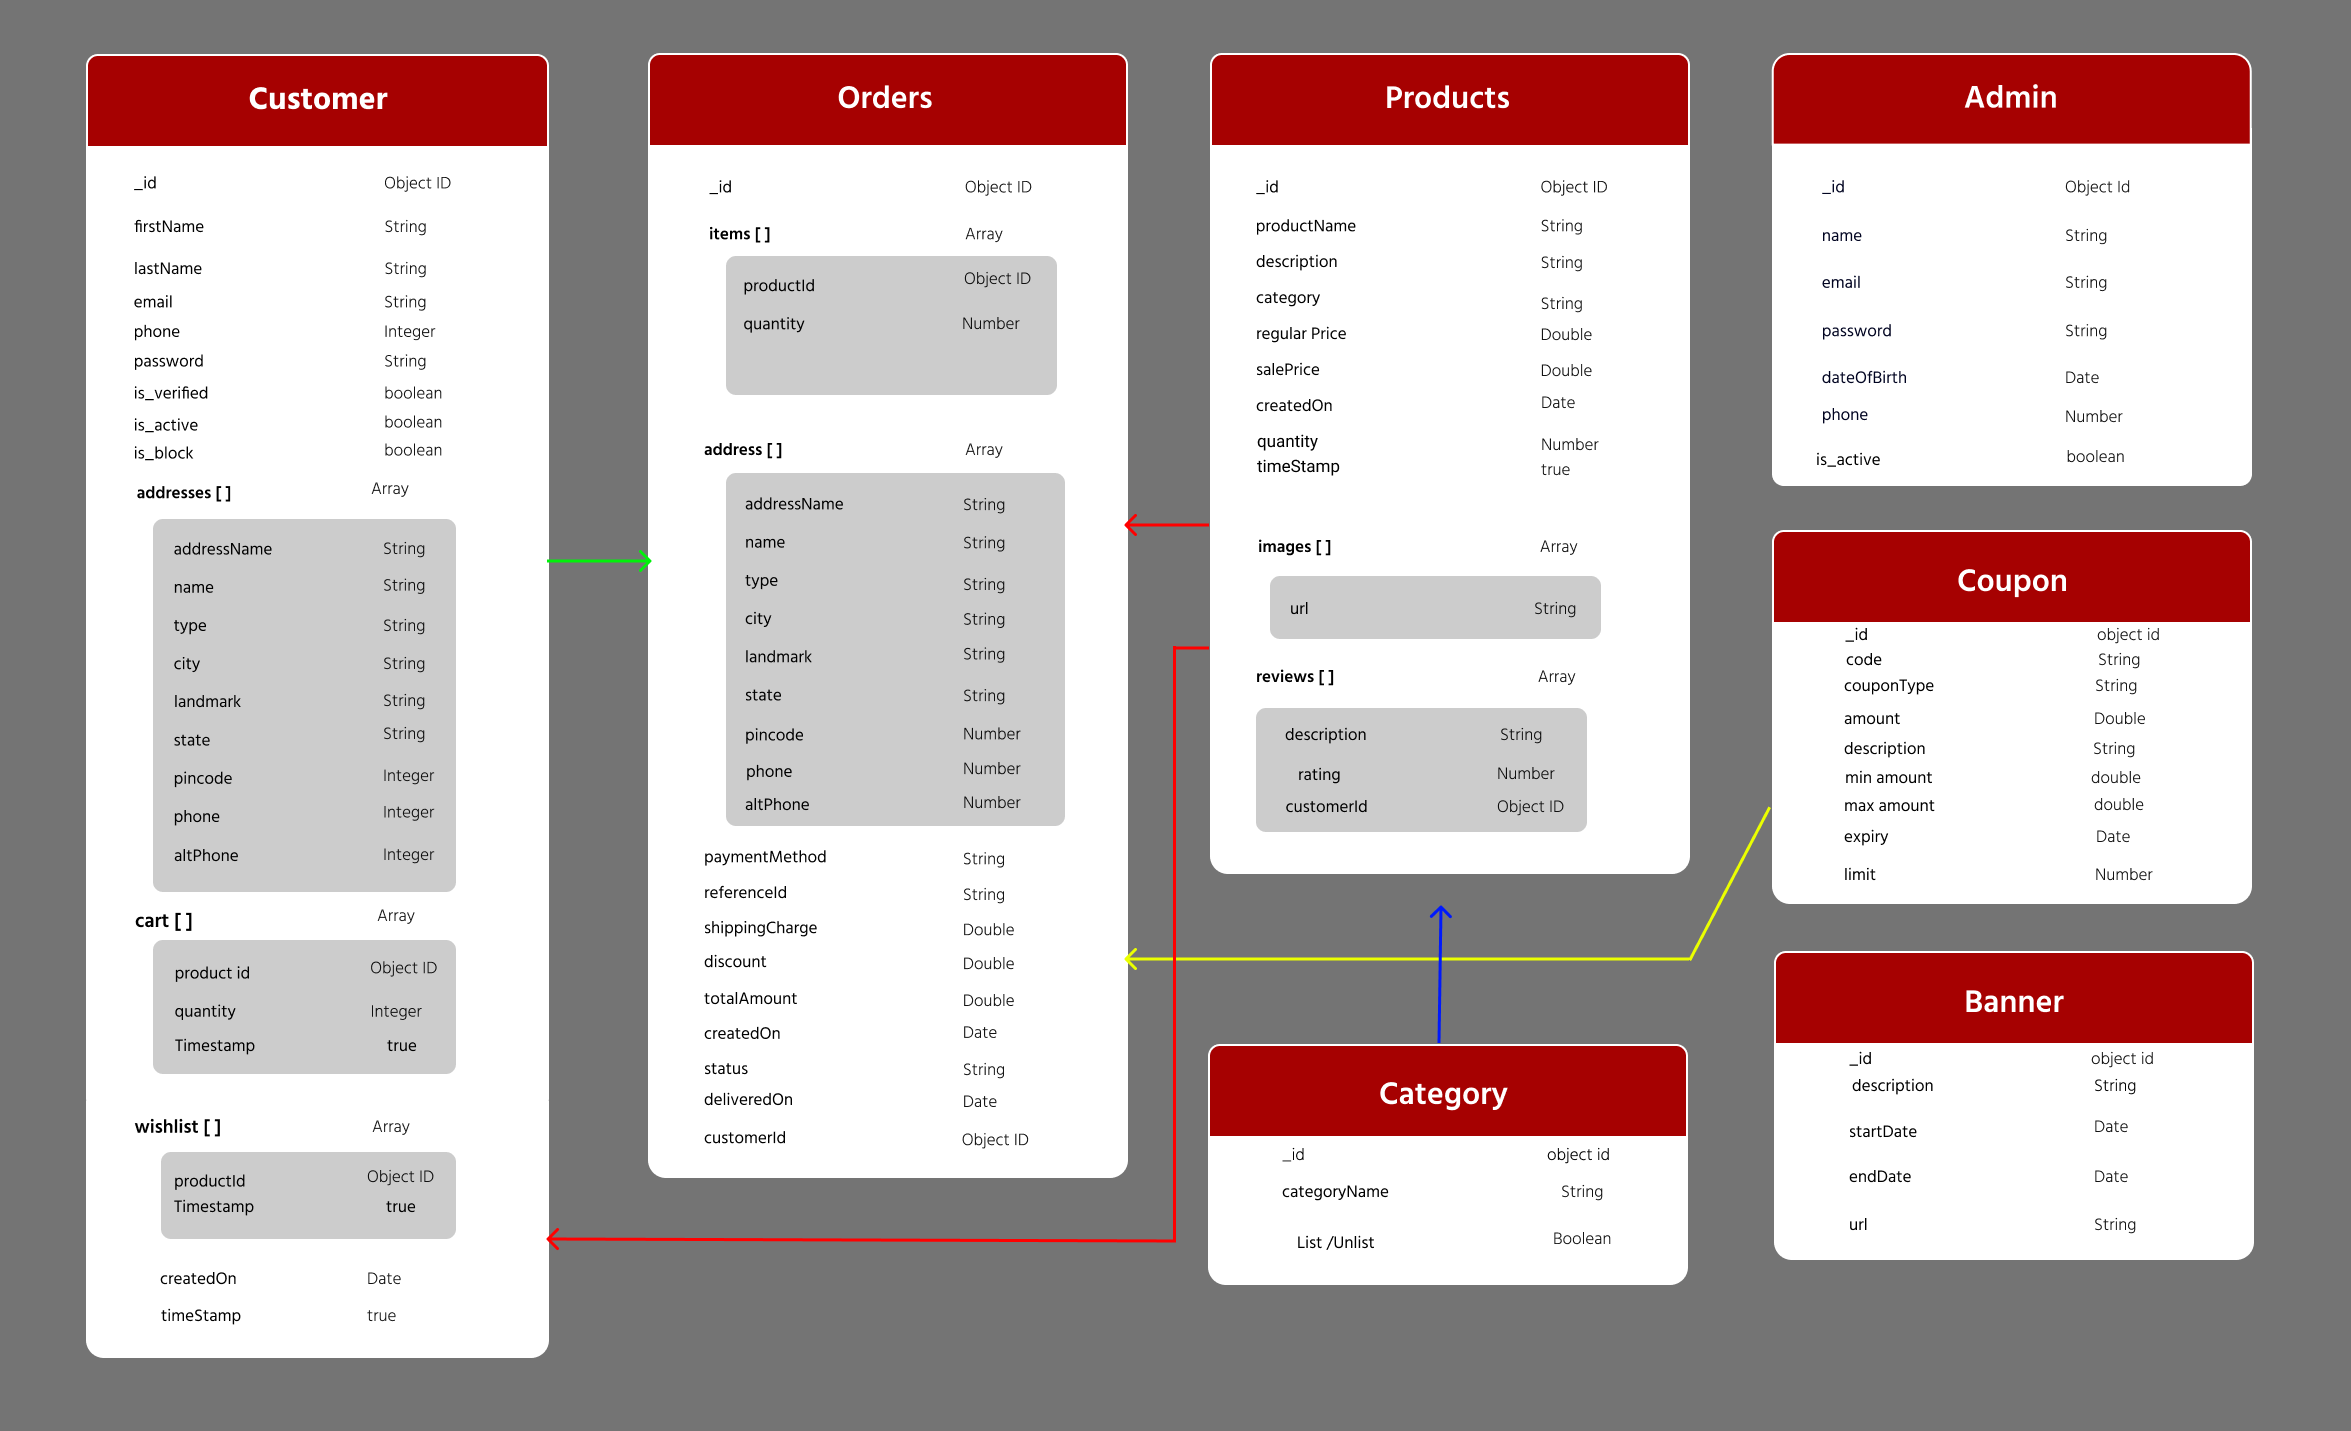 Customer
_id Object ID
firstName String
lastName String
email String
phone Integer
password String
is_verified boolean
is_active boolean
is_block boolean
addresses [ ] Array
addressName String
name String
type String
city String
landmark String
state String
pincode Integer
phone Integer
altPhone Integer
cart [ ] Array
product id Object ID
quantity Integer
Timestamp true
wishlist [ ] Array
productId Object ID
Timestamp true
createdOn Date
timeStamp true
Orders
_id Object ID
items [ ] Array
productId Object ID
quantity Number
address [ ] Array
addressName String
name String
type String
city String
landmark String
state String
pincode Number
phone Number
altPhone Number
paymentMethod String
referenceId String
shippingCharge Double
discount Double
totalAmount Double
createdOn Date
status String
deliveredOn Date
customerId Object ID
Products
_id Object ID
productName String
description String
category String
regular Price Double
salePrice Double
createdOn Date
quantity Number
timeStamp true
images [ ] Array
url String
reviews [ ] Array
description String
rating Number
customerId Object ID
Category
_id object id
categoryName String
List /Unlist Boolean
Admin
_id Object Id
name String
email String
password String
dateOfBirth Date
phone Number
is_active boolean
Coupon
_id object id
code String
couponType String
amount Double
description String
min amount double
max amount double
expiry Date
limit Number
Banner
_id object id
description String
startDate Date
endDate Date
url String